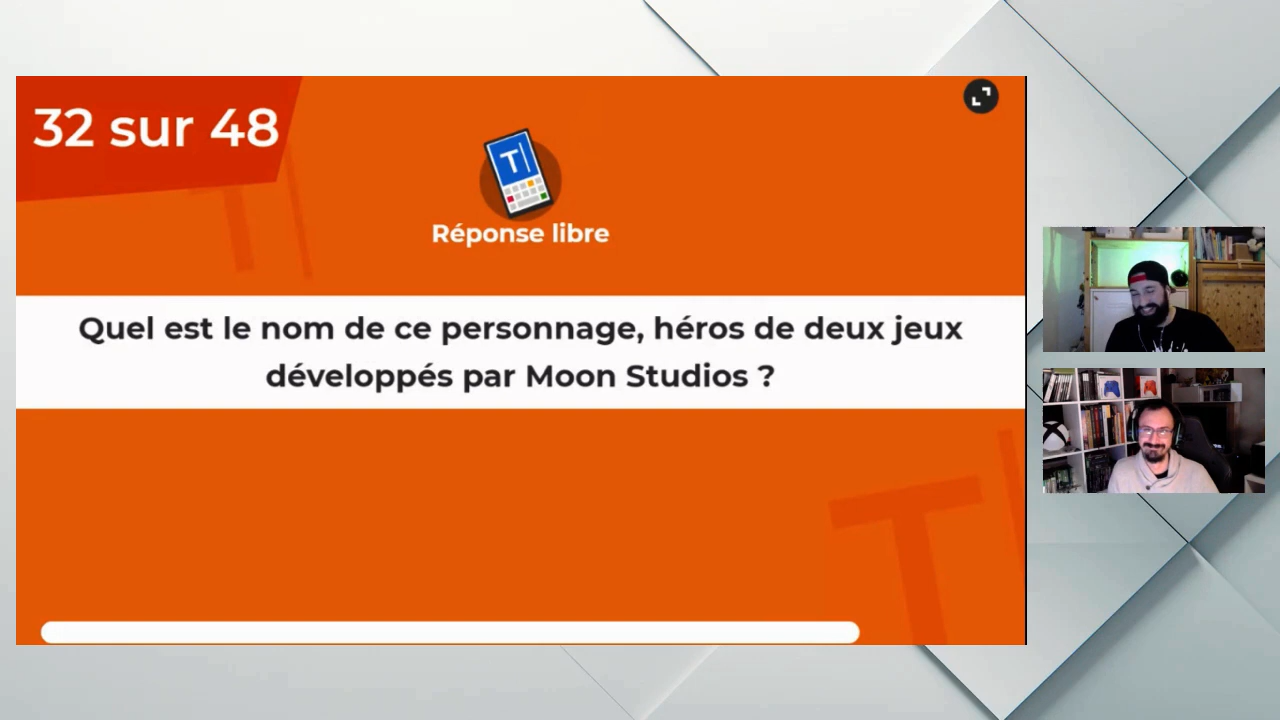 32 sur 48
T
Réponse libre
Quel est le nom de ce personnage, héros de deux jeux
développés par Moon Studios ?